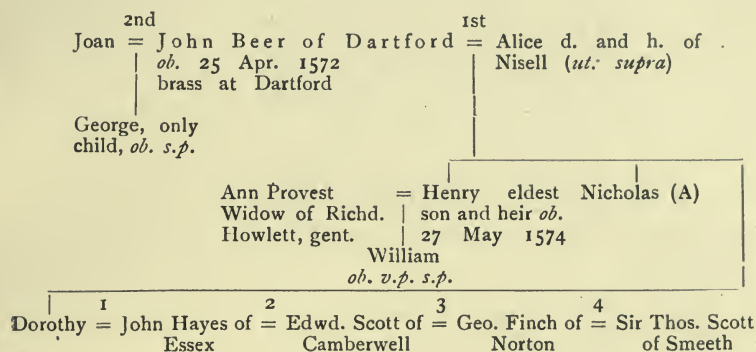 2nd 1st
Joan = John Beer of Dartford = Alice d. and h. of
ob. 25 Apr. 1572 Nisell (ut. supra)
brass at Dartford
George, only
child, ob. s.p.
Ann Provest = Henry eldest Nicholas (A)
Widow of Richd. son and heir ob.
Howlett, gent. 27 May 1574
William
ob. v.p. s.p.
1 2 3 4
Dorothy = John Hayes of = Edwd. Scott of = Geo. Finch of = Sir Thos. Scott
Essex Camberwell Norton of Smeeth